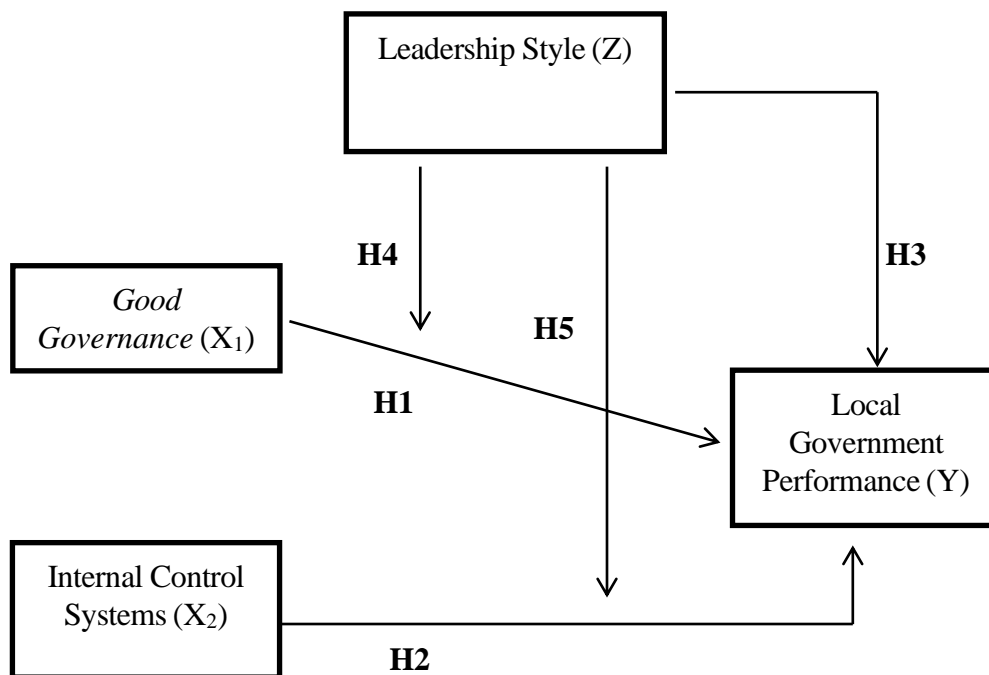 Leadership Style (Z)
H4
H3
Good
Governance (X₁)
H5
H1
Local
Government
Performance (Y)
Internal Control
Systems (X₂)
H2